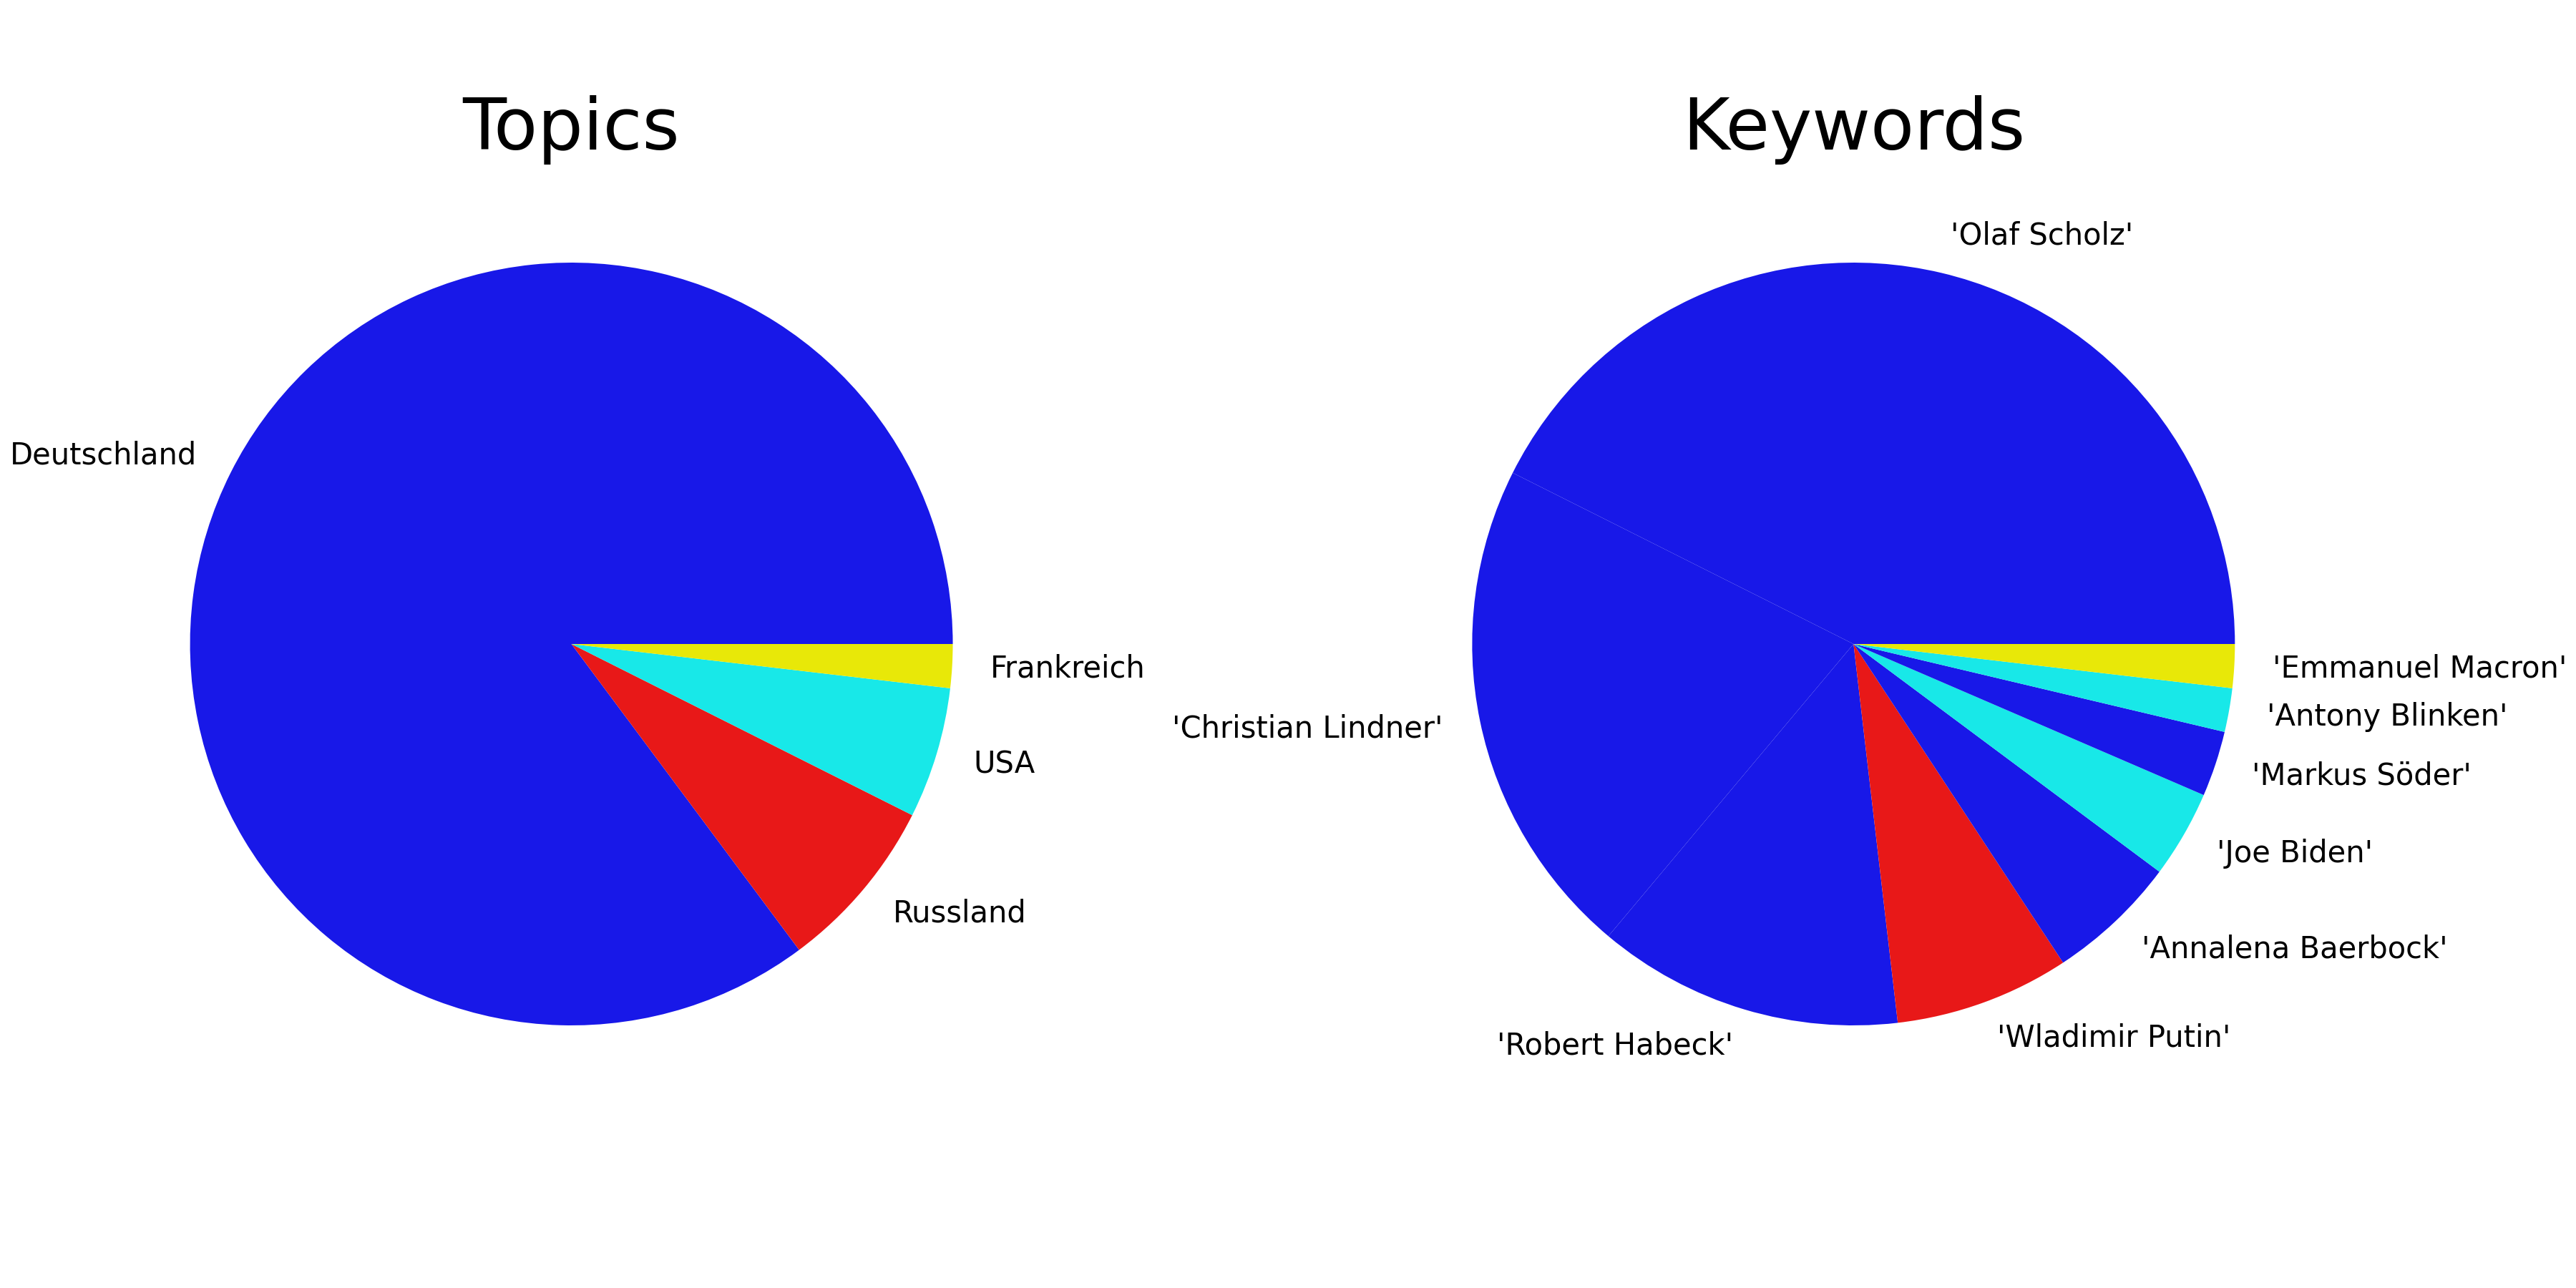 Topics
Deutschland
Frankreich
USA
Russland
Keywords
'Olaf Scholz'
'Christian Lindner'
'Robert Habeck'
'Wladimir Putin'
'Annalena Baerbock'
'Joe Biden'
'Markus Söder'
'Antony Blinken'
'Emmanuel Macron'